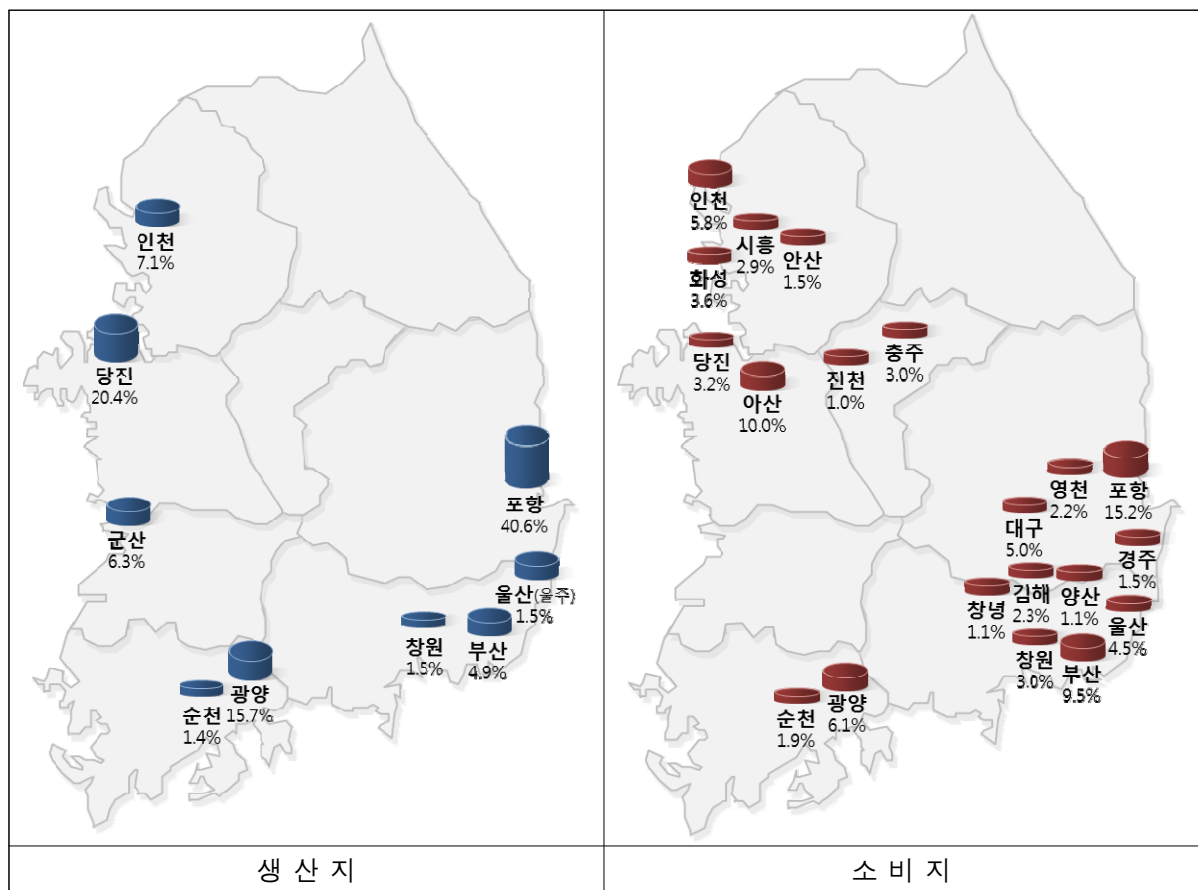 인천
7.1%
당진
20.4%
포항
40.6%
군산
6.3%
울산(울주)
1.5%
창원
1.5%
부산
4.9%
광양
15.7%
순천
1.4%
생 산 지
인천
5.8%
시흥
2.9%
안산
1.5%
화성
3.6%
충주
3.0%
당진
3.2%
진천
1.0%
아산
10.0%
영천
2.2%
포항
15.2%
대구
5.0%
경주
1.5%
창녕
1.1%
김해
2.3%
양산
1.1%
울산
4.5%
창원
3.0%
부산
9.5%
순천
1.9%
광양
6.1%
소 비 지